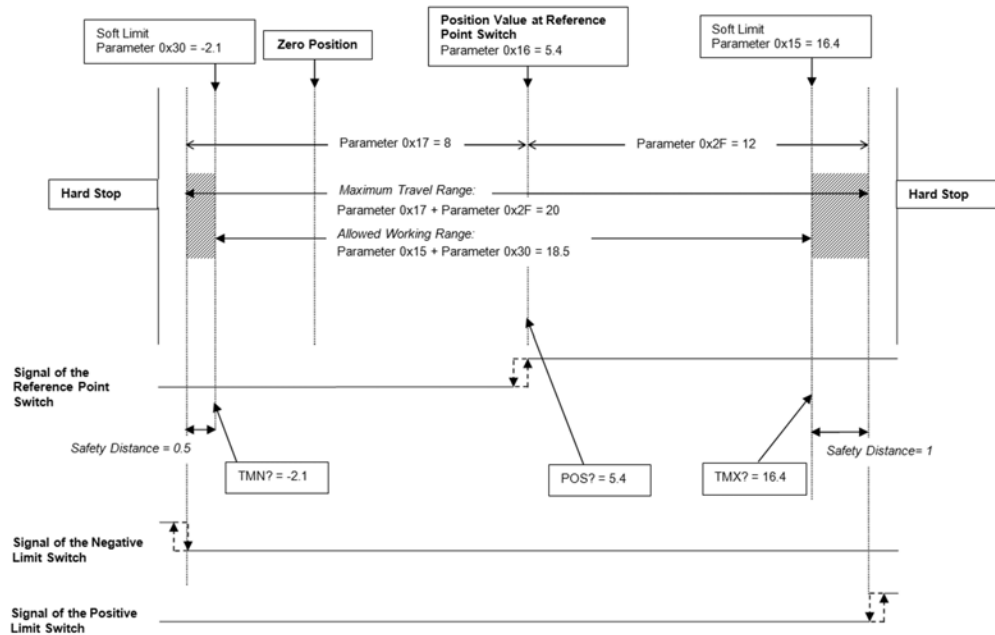 Soft Limit
Parameter 0x30 = -2.1
Zero Position
Position Value at Reference
Point Switch
Parameter 0x16 = 5.4
Soft Limit
Parameter 0x15 = 16.4
Parameter 0x17 = 8
Parameter 0x2F = 12
Hard Stop
Maximum Travel Range:
Parameter 0x17 + Parameter 0x2F = 20
Hard Stop
Allowed Working Range:
Parameter 0x15 + Parameter 0x30 = 18.5
Signal of the
Reference Point
Switch
Safety Distance = 0.5
Safety Distance= 1
TMN? = -2.1
POS? = 5.4
TMX? = 16.4
Signal of the Negative
Limit Switch
Signal of the Positive
Limit Switch